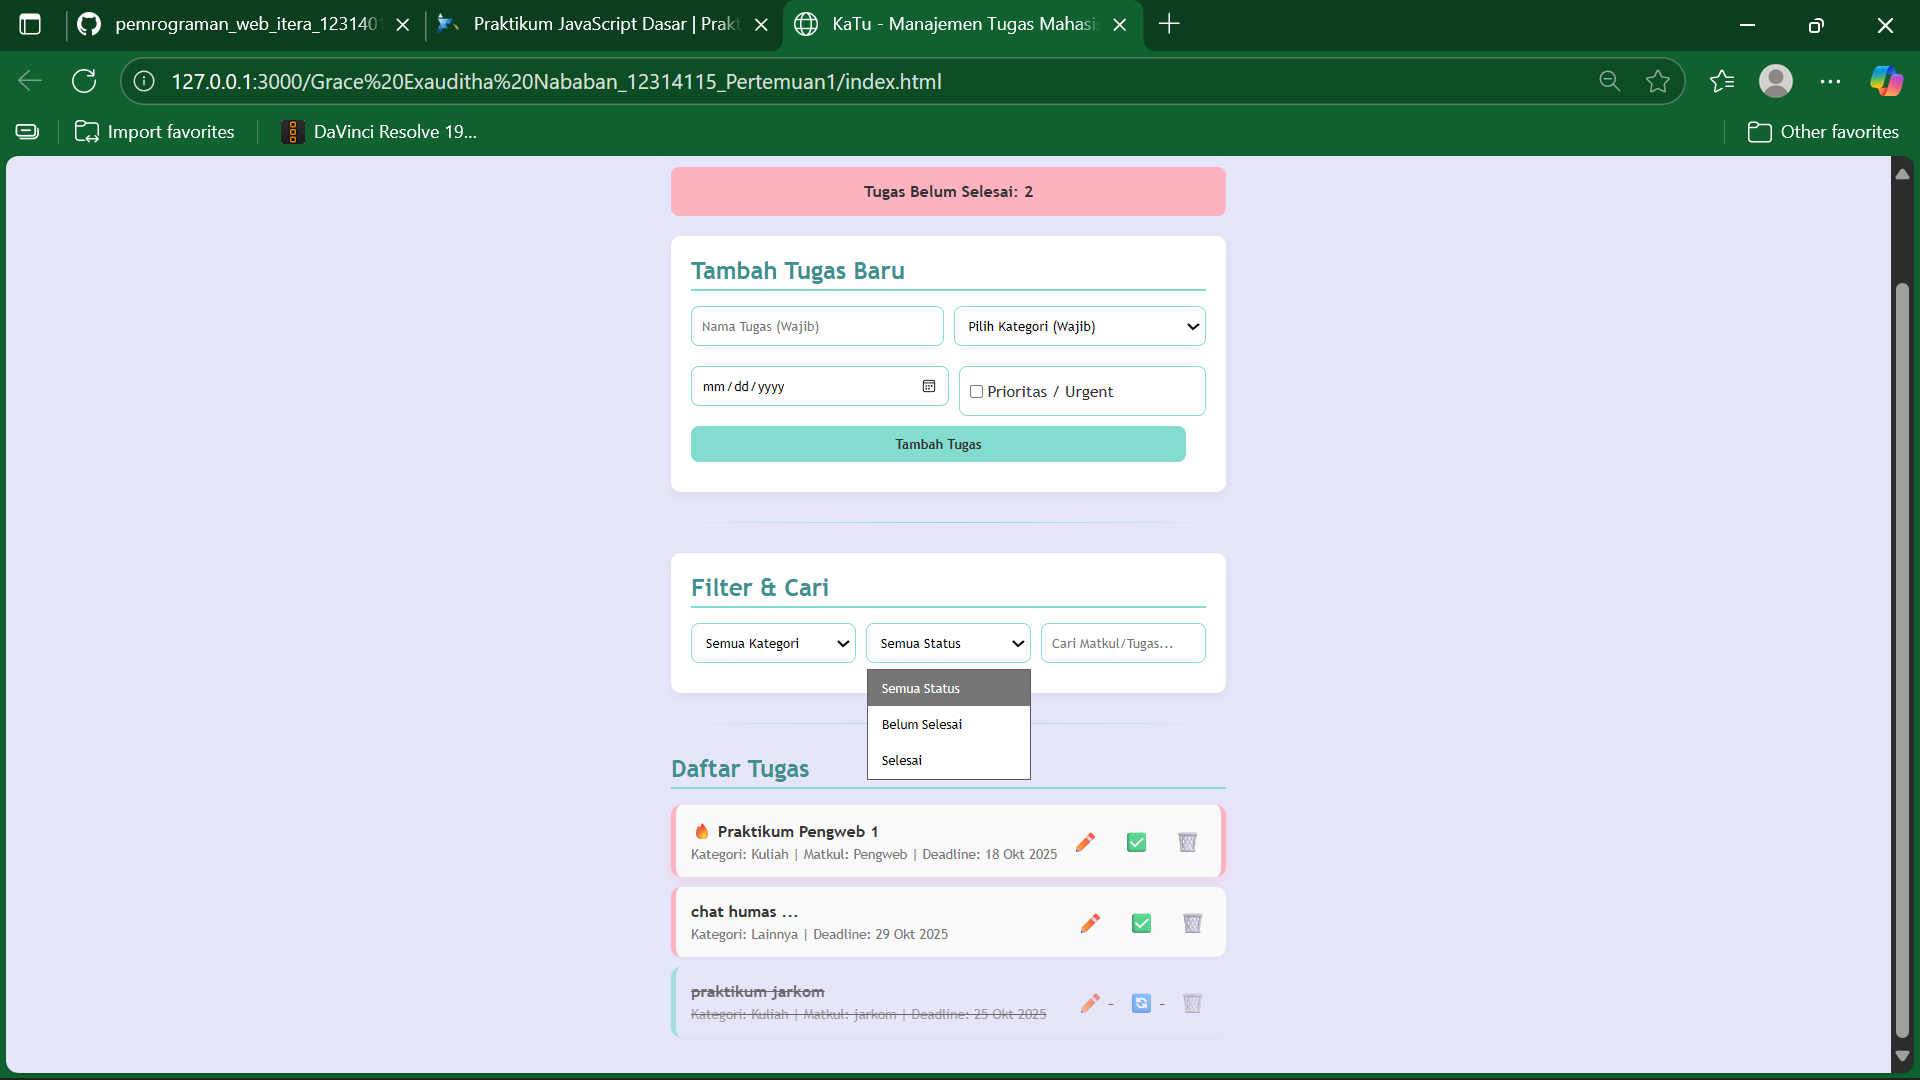 pemrograman_web_itera_123140
Praktikum JavaScript Dasar | Prakt
KaTu - Manajemen Tugas Mahasis
127.0.0.1:3000/Grace%20Exauditha%20Nababan_12314115_Pertemuan1/index.html
Import favorites
DaVinci Resolve 19...
Other favorites
Tugas Belum Selesai: 2
Tambah Tugas Baru
Nama Tugas (Wajib)
Pilih Kategori (Wajib)
mm/dd/yyyy
Prioritas / Urgent
Tambah Tugas
Filter & Cari
Semua Kategori
Semua Status
Cari Matkul/Tugas...
Semua Status
Belum Selesai
Selesai
Daftar Tugas
Praktikum Pengweb 1
Kategori: Kuliah | Matkul: Pengweb | Deadline: 18 Okt 2025
chat humas ...
Kategori: Lainnya | Deadline: 29 Okt 2025
praktikum jarkom
Kategori: Kuliah | Matkul: jarkom | Deadline: 25 Okt 2025